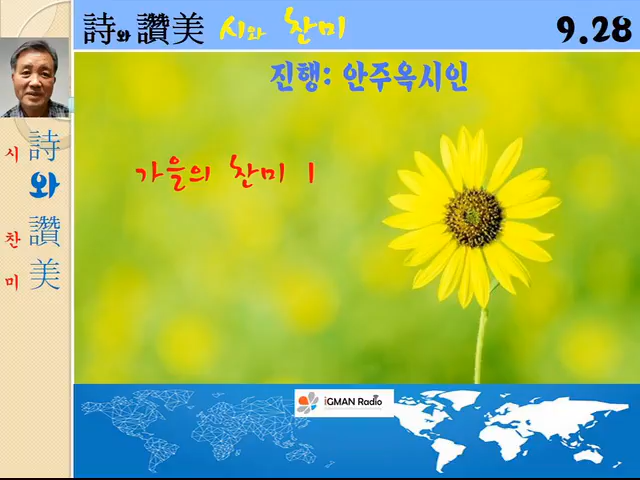 詩와讚美 시와 찬미 9.28
진행: 안주옥시인
가을의 찬미 1
시 詩
와
찬 讚
미 美
iGMAN Radio